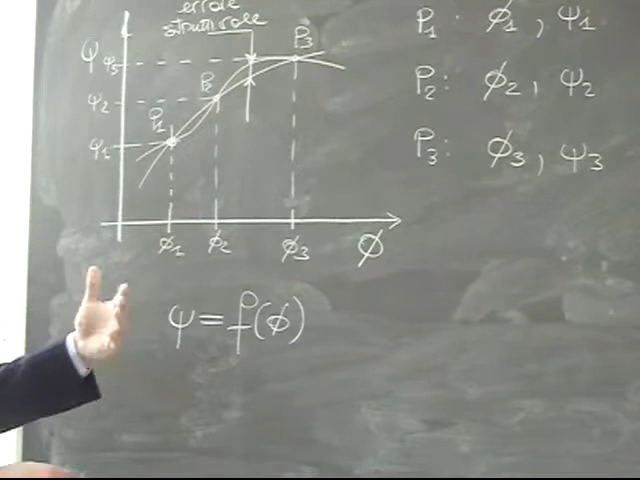 errore
strutturale
P1: ϕ1, ψ1
P2: ϕ2, ψ2
P3: ϕ3, ψ3
P3
ψ ψ3
P2
ψ2
P1
ψ1
ϕ1 ϕ2 ϕ3 ϕ
ψ=f(ϕ)